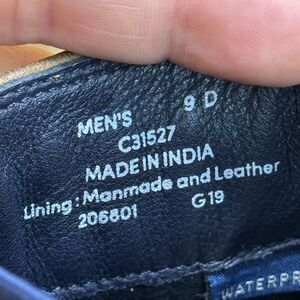 MEN'S 9 D
C31527
MADE IN INDIA
Lining: Manmade and Leather
206801 G19
WATERPR